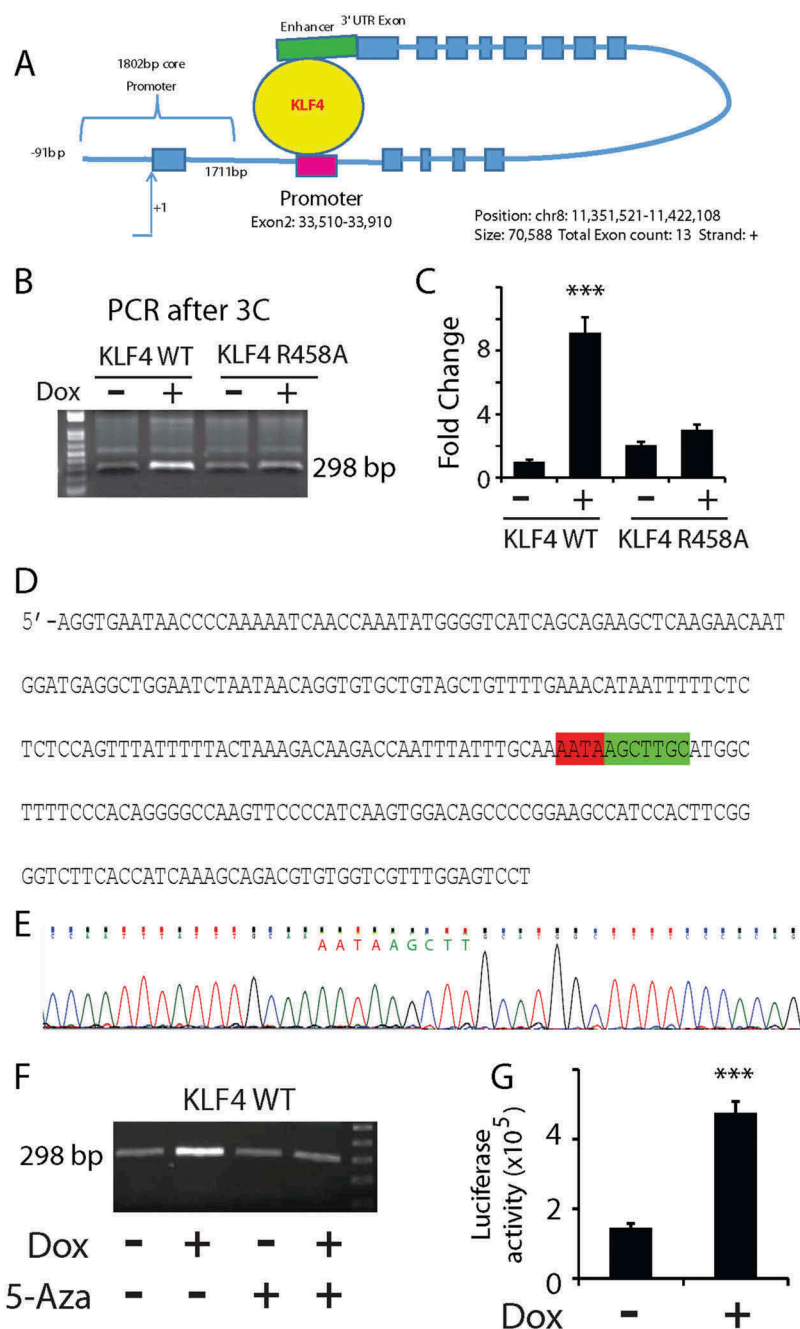 A
Enhancer
3' UTR Exon
1802bp core
Promoter
KLF4
-91bp
1711bp
+1
Promoter
Exon2: 33,510-33,910
Position: chr8: 11,351,521-11,422,108
Size: 70,588 Total Exon count: 13 Strand: +
B
PCR after 3C
KLF4 WT
KLF4 R458A
Dox
− + − +
298 bp
C
***
Fold Change
8
4
0
− + − +
KLF4 WT
KLF4 R458A
D
5′-AGGTGAATAACCCCAAAAATCAACCAAATATGGGGTCATCAGCAGAAGCTCAAGAACAAT
GGATGAGGCTGGAATCTAATAACAGGTGTGCTGTAGCTGTTTTGAAACATAATTTTTCTC
TCTCCAGTTTATTTTTACTAAAGACAAGACCAATTTATTTGCAAAATAAGCTTGCATGGC
TTTTCCCACAGGGGCCAAGTTCCCCATCAAGTGGACAGCCCCGGAAGCCATCCACTTCGG
GGTCTTCACCATCAAAGCAGACGTGTGGTCGTTTGGAGTCCT
E
C C A A T T T A T T T G C A A
A A T A A G C T T
G C A T G G C T T T T C C C A C A G
F
KLF4 WT
298 bp
Dox
− + − +
5-Aza
− − + +
G
***
Luciferase
activity (x10⁵)
4
2
0
Dox
− +